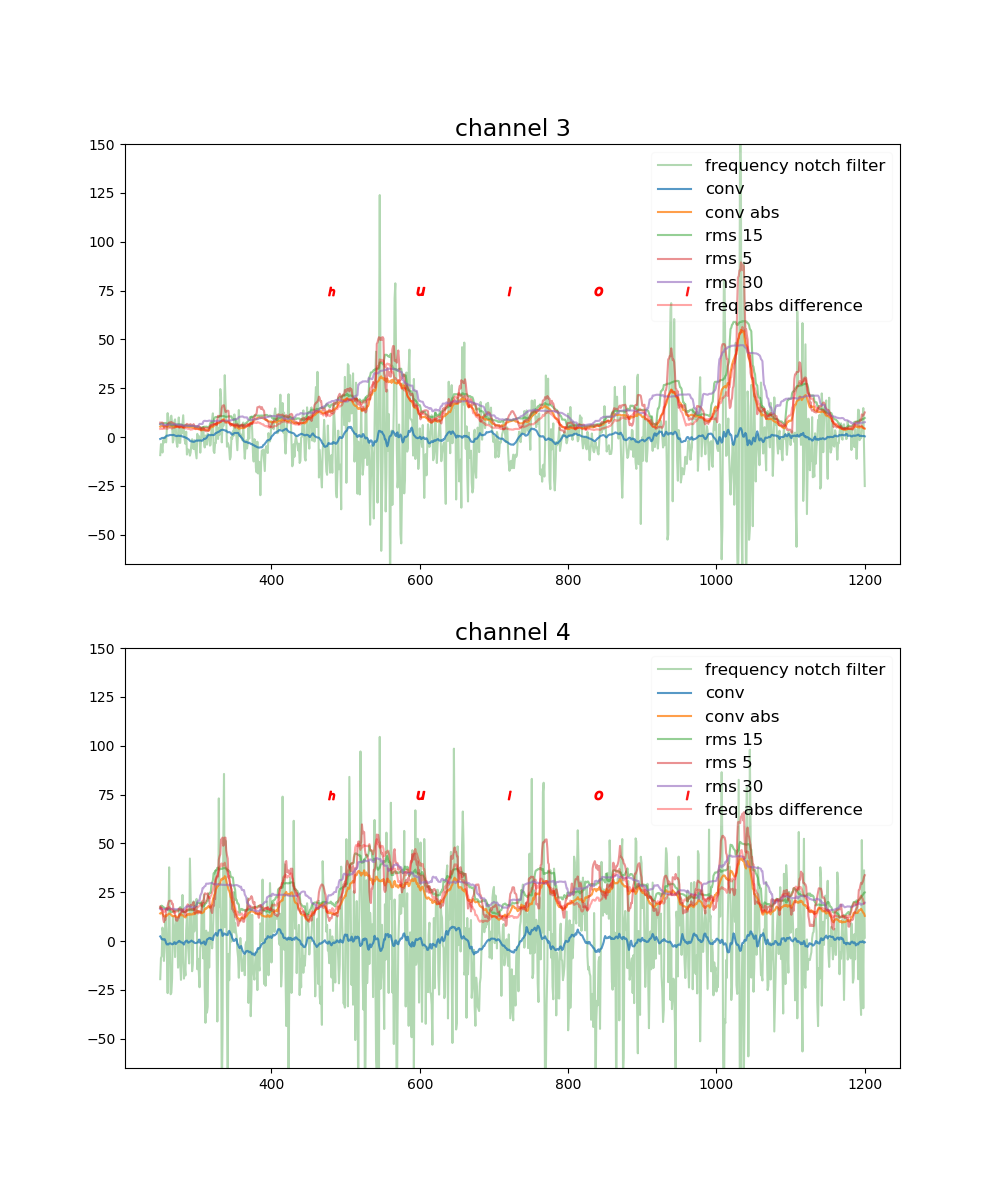 channel 3
150
125
100
75
50
25
0
−25
−50
frequency notch filter
conv
conv abs
rms 15
rms 5
rms 30
freq abs difference
h u l o l
400 600 800 1000 1200
channel 4
150
125
100
75
50
25
0
−25
−50
frequency notch filter
conv
conv abs
rms 15
rms 5
rms 30
freq abs difference
h u l o l
400 600 800 1000 1200